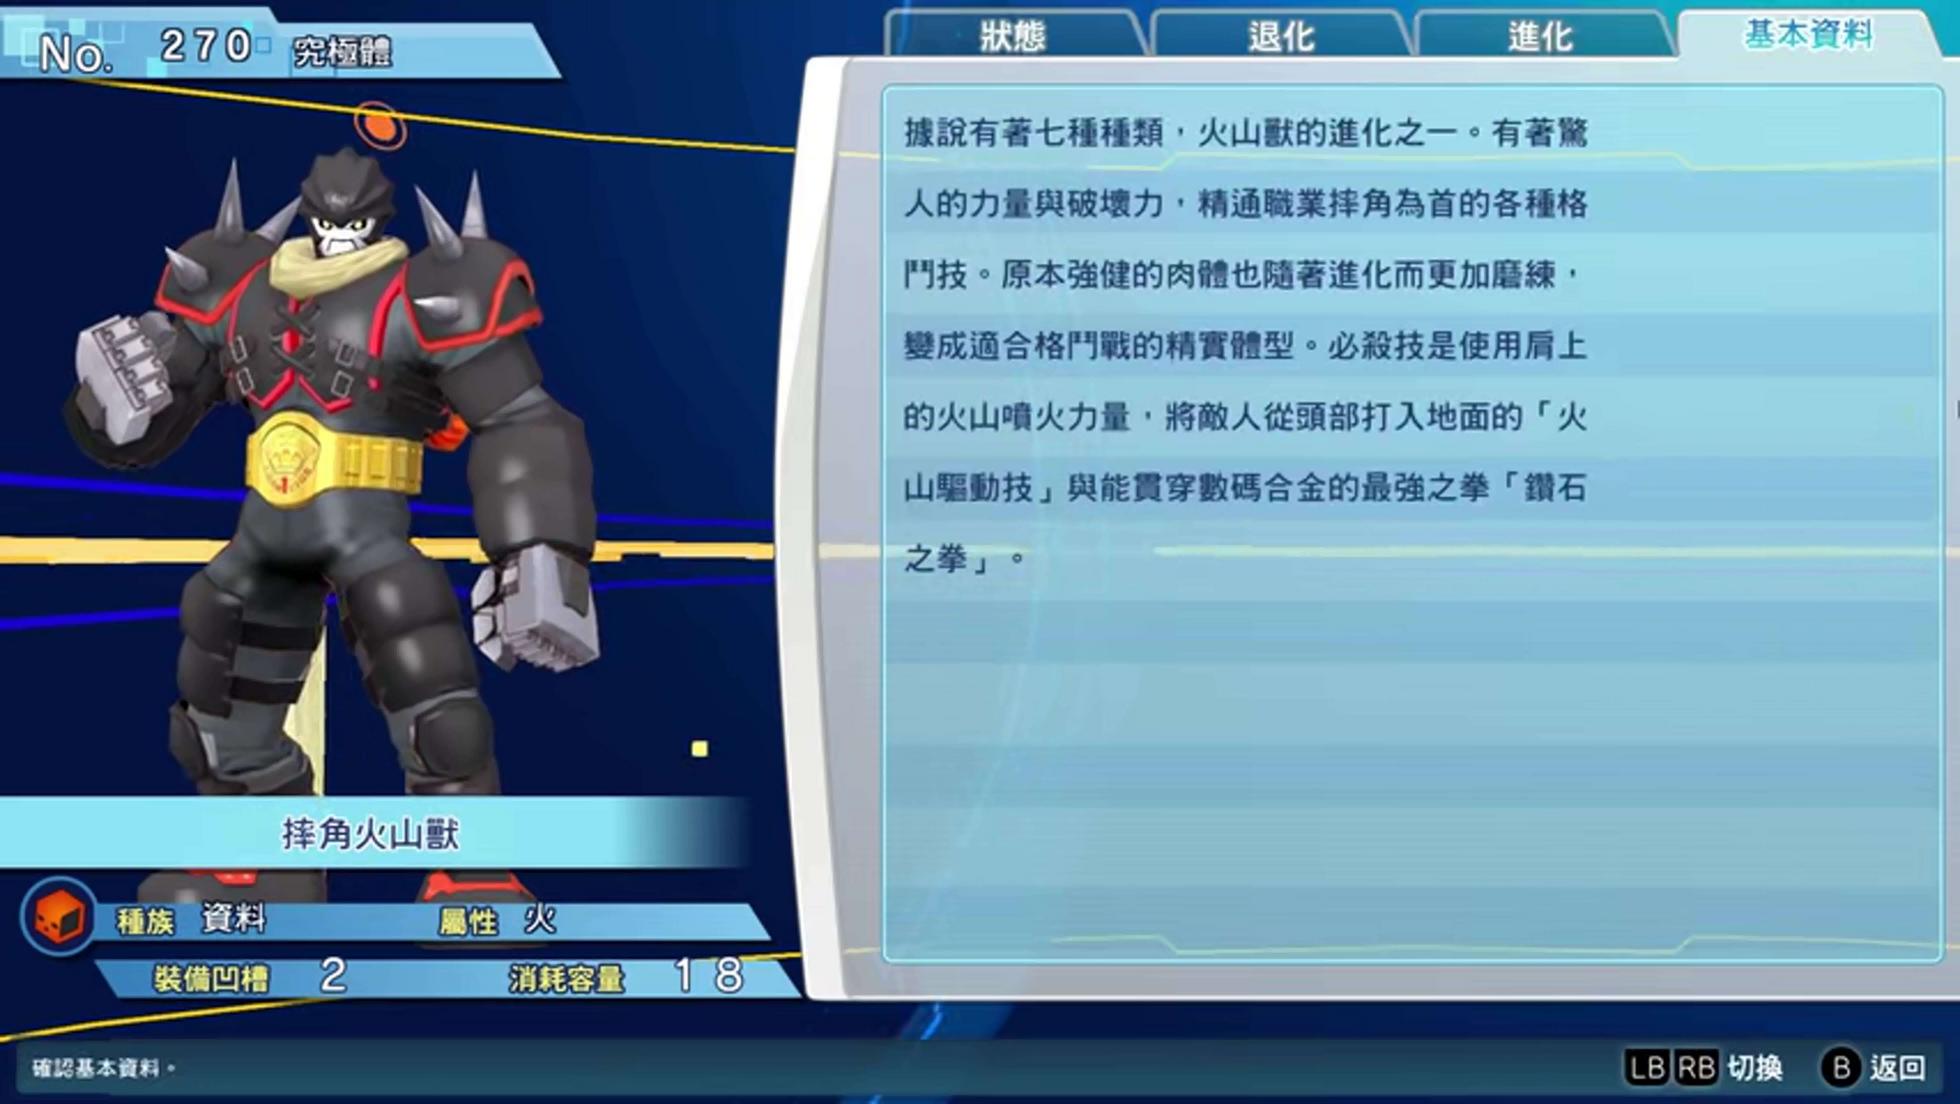 No. 270 究極體
狀態
退化
進化
基本資料
據說有著七種種類，火山獸的進化之一。有著驚
人的力量與破壞力，精通職業摔角為首的各種格
鬥技。原本強健的肉體也隨著進化而更加磨練，
變成適合格鬥戰的精實體型。必殺技是使用肩上
的火山噴火力量，將敵人從頭部打入地面的「火
山驅動技」與能貫穿數碼合金的最強之拳「鑽石
之拳」。
摔角火山獸
種族 資料 屬性 火
裝備凹槽 2 消耗容量 18
確認基本資料。
LB RB 切換 B 返回